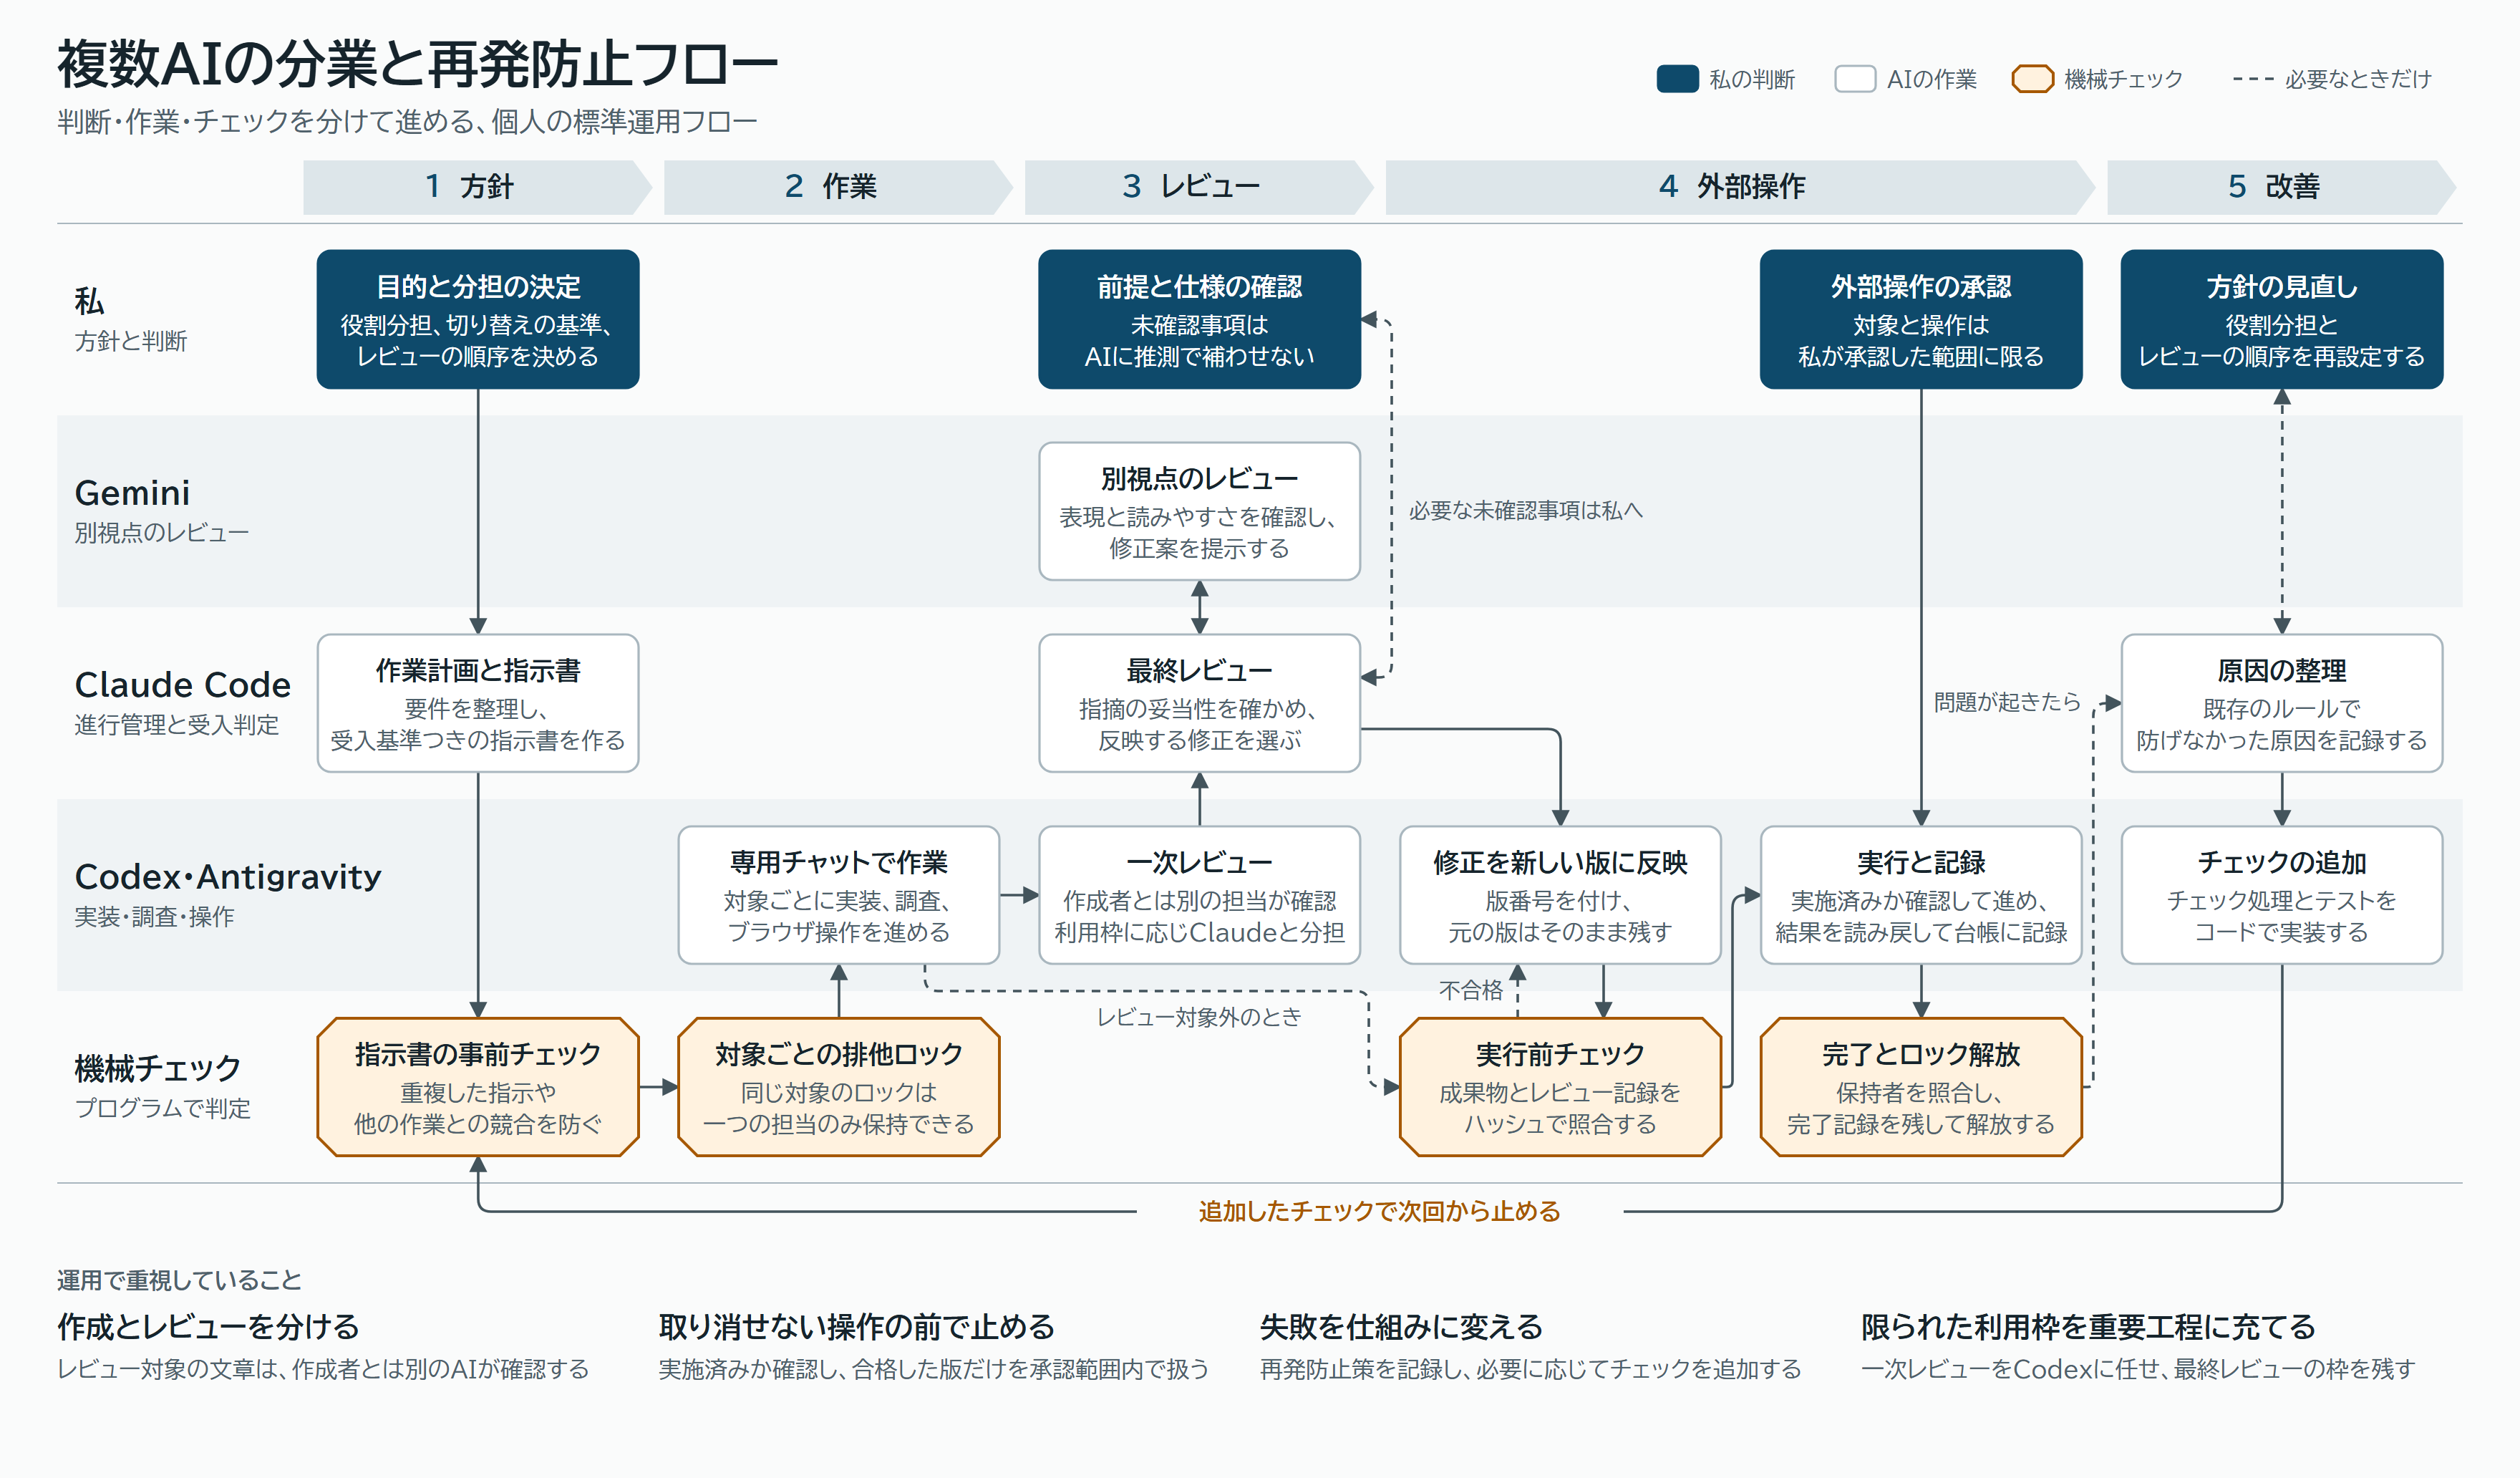 複数AIの分業と再発防止フロー
判断・作業・チェックを分けて進める、個人の標準運用フロー
私の判断
AIの作業
機械チェック
必要なときだけ
1 方針
2 作業
3 レビュー
4 外部操作
5 改善
私
方針と判断
目的と分担の決定
役割分担、切り替えの基準、
レビューの順序を決める
前提と仕様の確認
未確認事項は
AIに推測で補わせない
外部操作の承認
対象と操作は
私が承認した範囲に限る
方針の見直し
役割分担と
レビューの順序を再設定する
Gemini
別視点のレビュー
別視点のレビュー
表現と読みやすさを確認し、
修正案を提示する
必要な未確認事項は私へ
Claude Code
進行管理と受入判定
作業計画と指示書
要件を整理し、
受入基準つきの指示書を作る
最終レビュー
指摘の妥当性を確かめ、
反映する修正を選ぶ
問題が起きたら
原因の整理
既存のルールで
防げなかった原因を記録する
Codex・Antigravity
実装・調査・操作
専用チャットで作業
対象ごとに実装、調査、
ブラウザ操作を進める
一次レビュー
作成者とは別の担当が確認
利用枠に応じClaudeと分担
修正を新しい版に反映
版番号を付け、
元の版はそのまま残す
実行と記録
実施済みか確認して進め、
結果を読み戻して台帳に記録
チェックの追加
チェック処理とテストを
コードで実装する
不合格
レビュー対象外のとき
機械チェック
プログラムで判定
指示書の事前チェック
重複した指示や
他の作業との競合を防ぐ
対象ごとの排他ロック
同じ対象のロックは
一つの担当のみ保持できる
実行前チェック
成果物とレビュー記録を
ハッシュで照合する
完了とロック解放
保持者を照合し、
完了記録を残して解放する
追加したチェックで次回から止める
運用で重視していること
作成とレビューを分ける
レビュー対象の文章は、作成者とは別のAIが確認する
取り消せない操作の前で止める
実施済みか確認し、合格した版だけを承認範囲内で扱う
失敗を仕組みに変える
再発防止策を記録し、必要に応じてチェックを追加する
限られた利用枠を重要工程に充てる
一次レビューをCodexに任せ、最終レビューの枠を残す